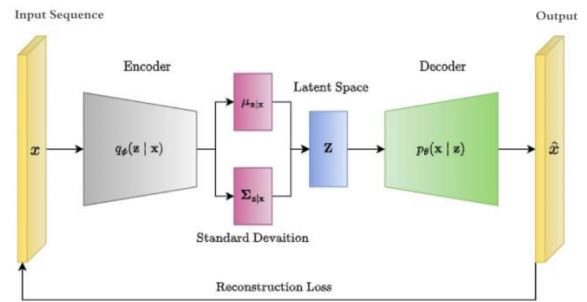 Input Sequence
Output
Encoder
Decoder
Latent Space
x
qϕ(z | x)
μz|x
Σz|x
Z
pθ(x | z)
x̂
Standard Devaition
Reconstruction Loss